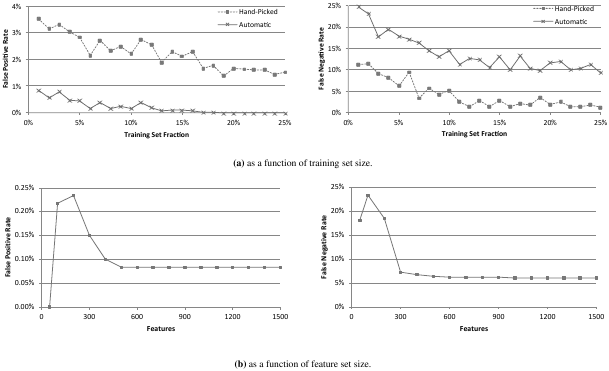 4%
3%
2%
1%
0%
False Positive Rate
Hand-Picked
Automatic
0% 5% 10% 15% 20% 25%
Training Set Fraction
25%
20%
15%
10%
5%
0%
False Negative Rate
Hand-Picked
Automatic
0% 5% 10% 15% 20% 25%
Training Set Fraction
(a) as a function of training set size.
0.25%
0.20%
0.15%
0.10%
0.05%
0.00%
False Positive Rate
0 300 600 900 1200 1500
Features
25%
20%
15%
10%
5%
0%
False Negative Rate
0 300 600 900 1200 1500
Features
(b) as a function of feature set size.